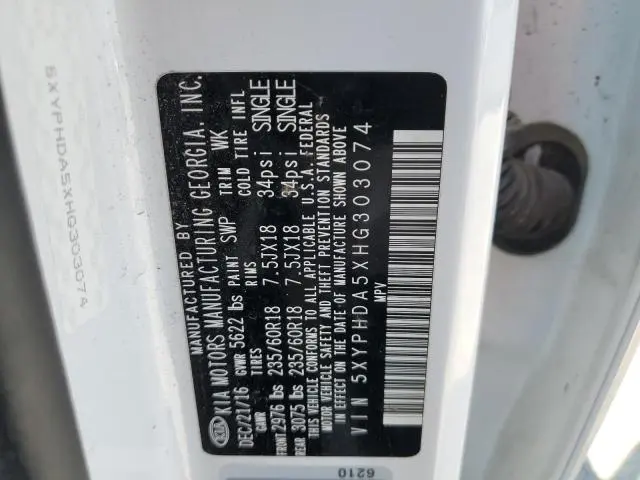 MANUFACTURED BY
KIA KIA MOTORS MANUFACTURING GEORGIA. INC.
DEC/21/16 GVWR 5622 lbs PAINT SWP TRIM WK
GAWR TIRES RIMS COLD TIRE INFL
FRONT 2976 lbs 235/60R18 7.5JX18 34psi SINGLE
REAR 3075 lbs 235/60R18 7.5JX18 34psi SINGLE
THIS VEHICLE CONFORMS TO ALL APPLICABLE U.S.A. FEDERAL
MOTOR VEHICLE SAFETY AND THEFT PREVENTION STANDARDS
IN EFFECT ON THE DATE OF MANUFACTURE SHOWN ABOVE
VIN 5XYPHDA5XHG303074
MPV
6210
5XYPHDA5XHG303074